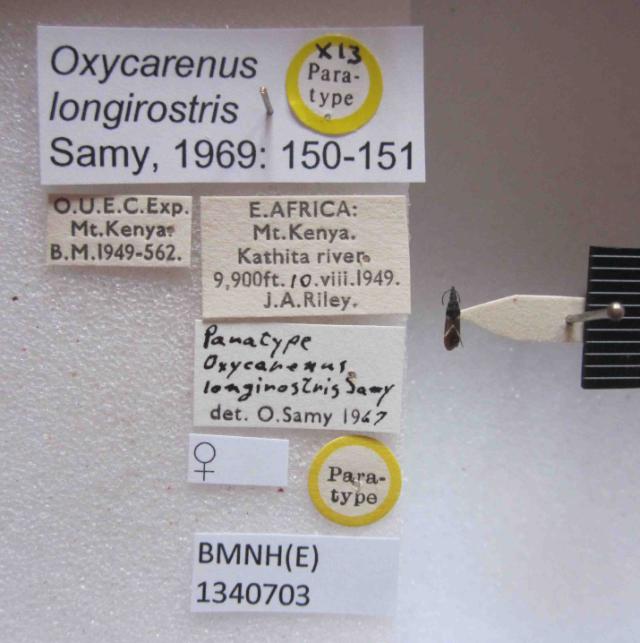 Oxycarenus
longirostris
Samy, 1969: 150-151
X13
Para-
type
O.U.E.C.Exp.
Mt.Kenya.
B.M.1949-562.
E.AFRICA:
Mt.Kenya.
Kathita river.
9,900ft. 10.viii.1949.
J.A.Riley.
Paratype
Oxycarenus
longirostris Samy
det. O.Samy 1967
♀
Para-
type
BMNH(E)
1340703